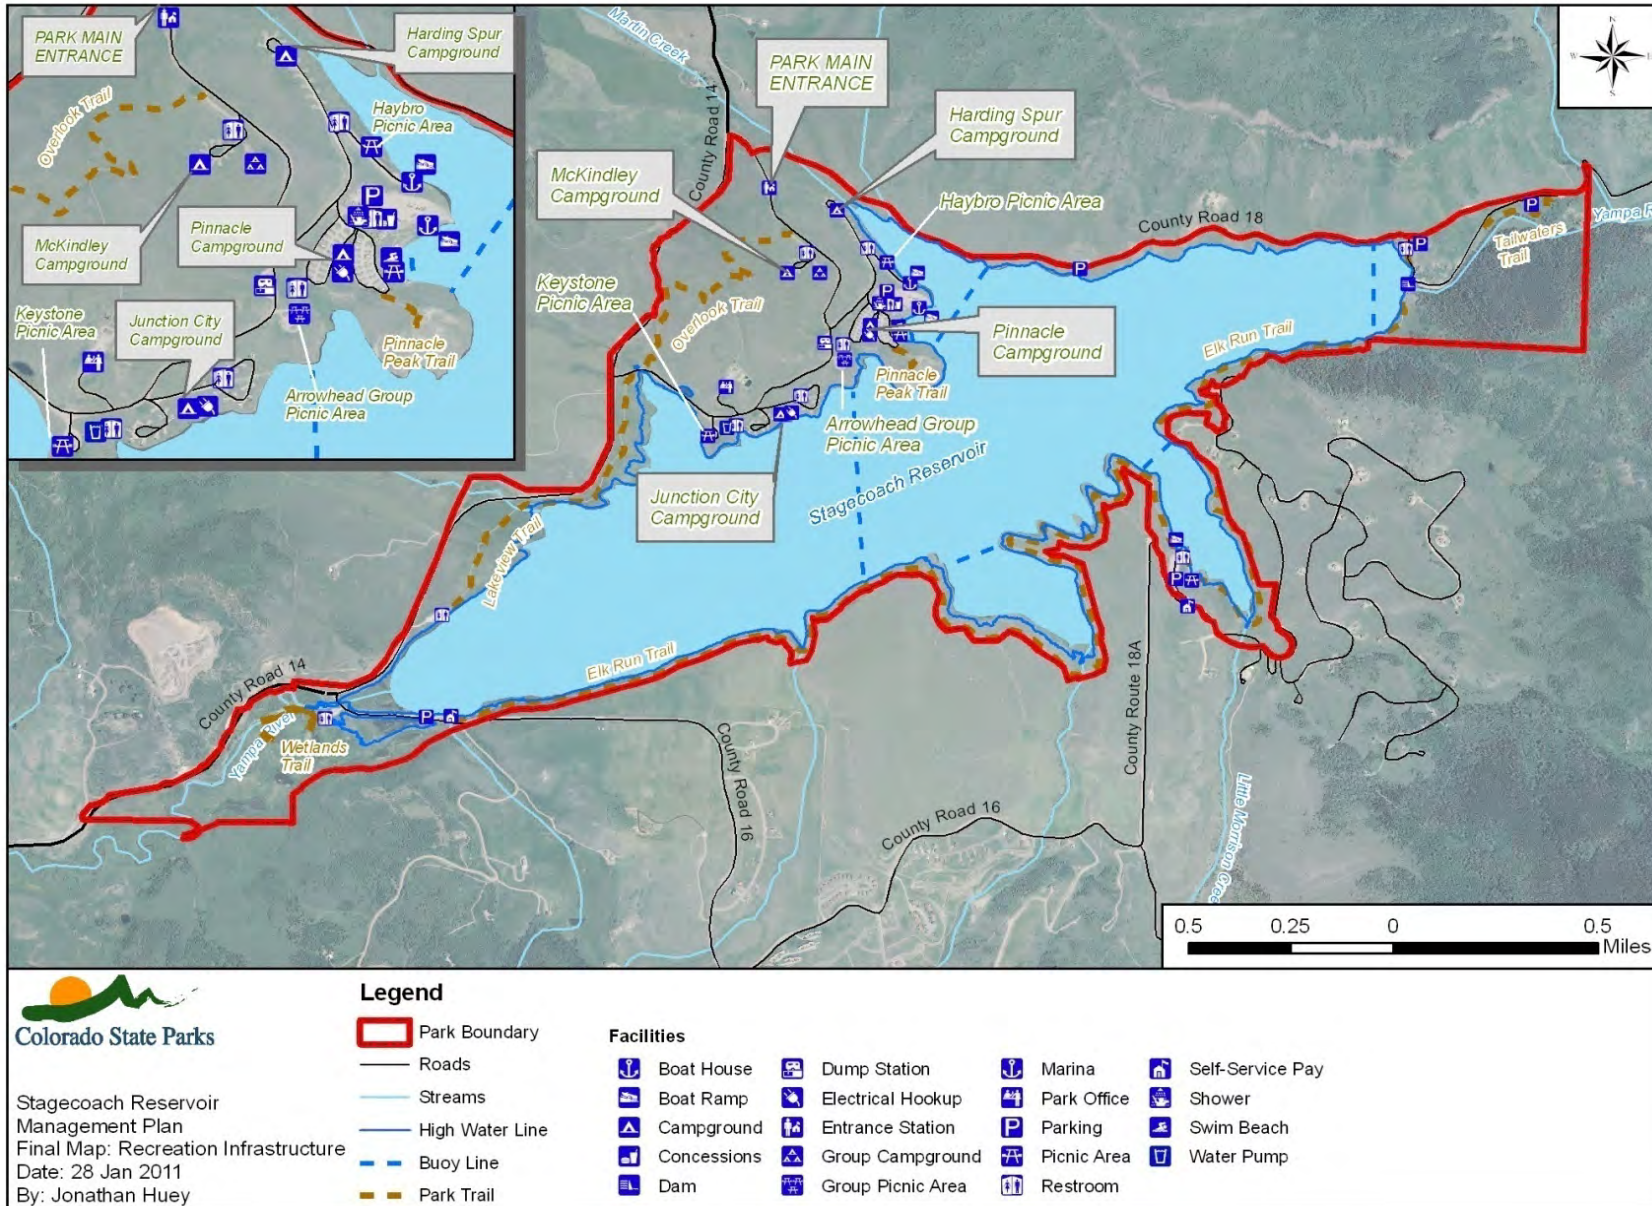 PARK MAIN
ENTRANCE
Harding Spur
Campground
Overlook Trail
Haybro
Picnic Area
McKindley
Campground
Pinnacle
Campground
Keystone
Picnic Area
Junction City
Campground
Pinnacle
Peak Trail
Arrowhead Group
Picnic Area
Martin Creek
County Road 14
PARK MAIN
ENTRANCE
Harding Spur
Campground
McKindley
Campground
Haybro Picnic Area
County Road 18
Yampa R
Tailwaters
Trail
Keystone
Picnic Area
Overlook Trail
Pinnacle
Campground
Elk Run Trail
Pinnacle
Peak Trail
Arrowhead Group
Picnic Area
Stagecoach Reservoir
Junction City
Campground
Lakeview Trail
Elk Run Trail
County Road 14
Yampa River
Wetlands
Trail
County Road 16
County Road 16
County Route 18A
Little Morrison Cree
N
W
S
0.5 0.25 0 0.5
Miles
Colorado State Parks
Stagecoach Reservoir
Management Plan
Final Map: Recreation Infrastructure
Date: 28 Jan 2011
By: Jonathan Huey
Legend
Park Boundary
Roads
Streams
High Water Line
Buoy Line
Park Trail
Facilities
Boat House
Boat Ramp
Campground
Concessions
Dam
Dump Station
Electrical Hookup
Entrance Station
Group Campground
Group Picnic Area
Marina
Park Office
P Parking
Picnic Area
Restroom
Self-Service Pay
Shower
Swim Beach
Water Pump